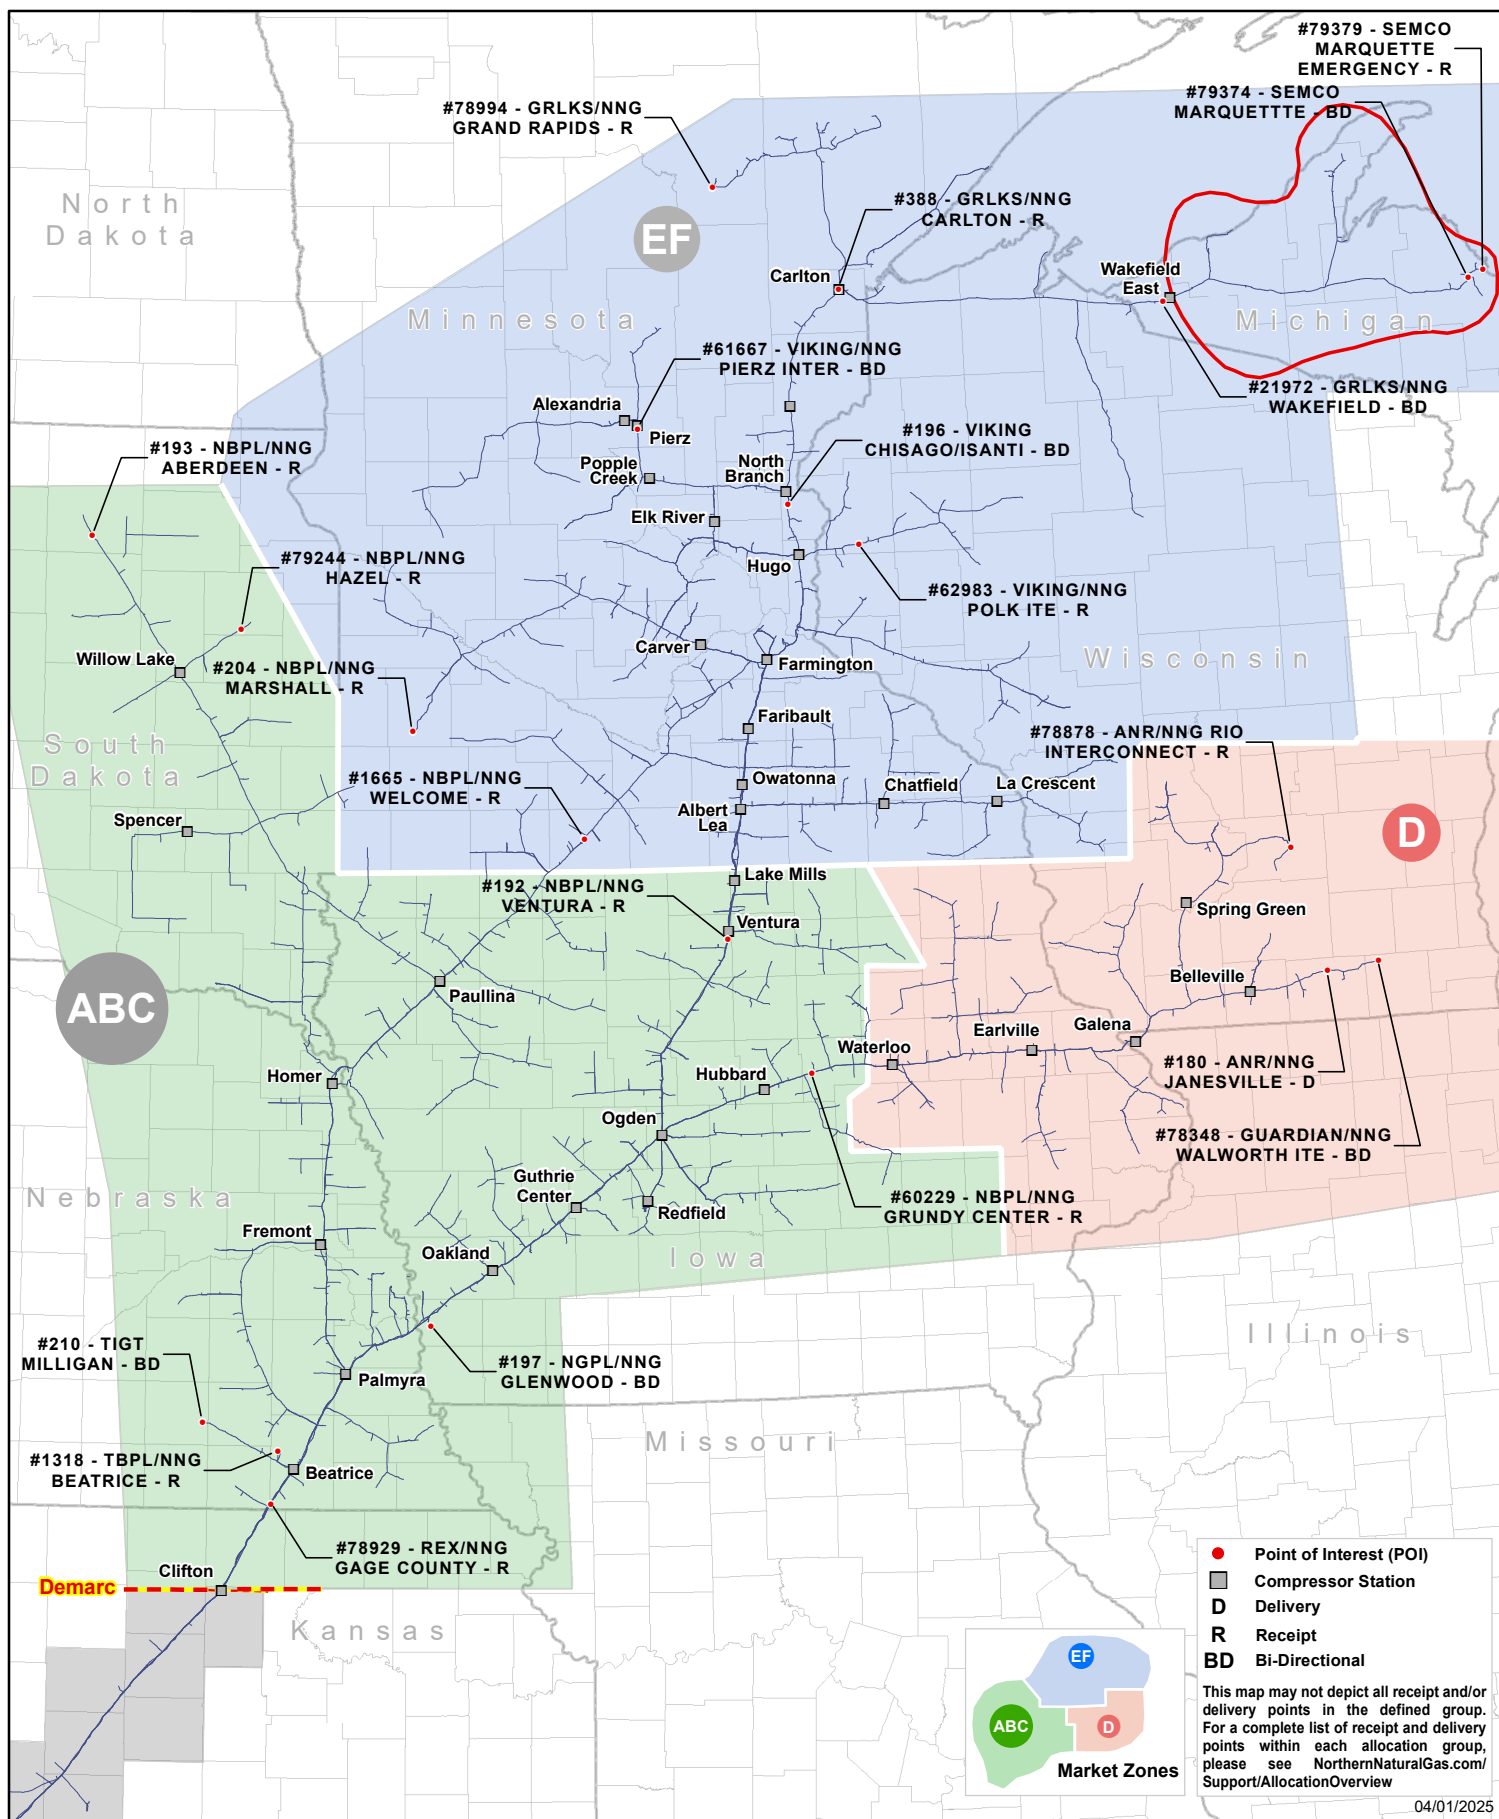 #79379 - SEMCO
MARQUETTE
EMERGENCY - R
#79374 - SEMCO
MARQUETTTE - BD
#78994 - GRLKS/NNG
GRAND RAPIDS - R
North
Dakota
#388 - GRLKS/NNG
CARLTON - R
EF
Carlton
Wakefield
East
Minnesota
Michigan
#61667 - VIKING/NNG
PIERZ INTER - BD
#21972 - GRLKS/NNG
WAKEFIELD - BD
Alexandria
Pierz
#193 - NBPL/NNG
ABERDEEN - R
#196 - VIKING
CHISAGO/ISANTI - BD
Popple
Creek
North
Branch
Elk River
#79244 - NBPL/NNG
HAZEL - R
Hugo
#62983 - VIKING/NNG
POLK ITE - R
Willow Lake
#204 - NBPL/NNG
MARSHALL - R
Carver
Farmington
Wisconsin
Faribault
South
Dakota
#78878 - ANR/NNG RIO
INTERCONNECT - R
#1665 - NBPL/NNG
WELCOME - R
Owatonna
Chatfield
La Crescent
Spencer
Albert
Lea
D
#192 - NBPL/NNG
VENTURA - R
Lake Mills
Spring Green
Ventura
ABC
Paullina
Belleville
Earlville
Galena
Waterloo
Homer
Hubbard
#180 - ANR/NNG
JANESVILLE - D
Ogden
#78348 - GUARDIAN/NNG
WALWORTH ITE - BD
Nebraska
Guthrie
Center
Redfield
#60229 - NBPL/NNG
GRUNDY CENTER - R
Fremont
Oakland
Iowa
#210 - TIGT
MILLIGAN - BD
Illinois
#197 - NGPL/NNG
GLENWOOD - BD
Palmyra
Missouri
#1318 - TBPL/NNG
BEATRICE - R
Beatrice
#78929 - REX/NNG
GAGE COUNTY - R
Clifton
Demarc
Kansas
Point of Interest (POI)
Compressor Station
D Delivery
R Receipt
BD Bi-Directional
EF
ABC
D
Market Zones
This map may not depict all receipt and/or
delivery points in the defined group.
For a complete list of receipt and delivery
points within each allocation group,
please see NorthernNaturalGas.com/
Support/AllocationOverview
04/01/2025